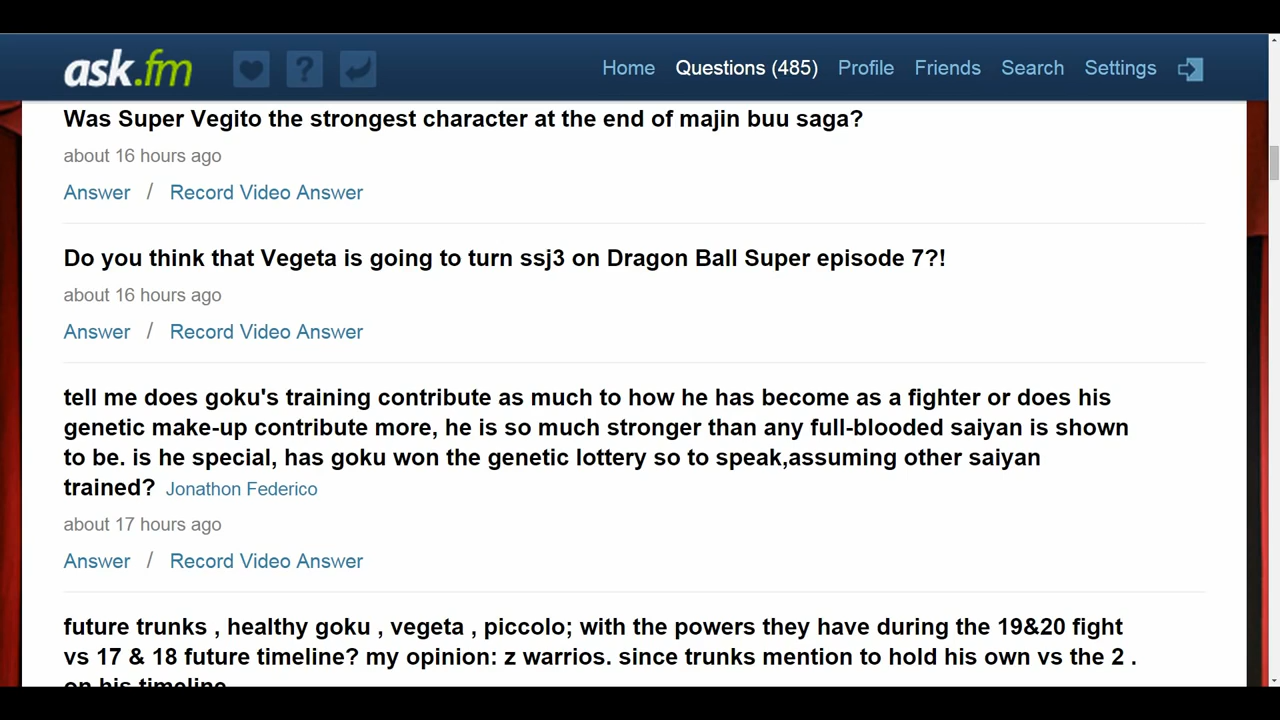 ask.fm Home Questions (485) Profile Friends Search Settings
Was Super Vegito the strongest character at the end of majin buu saga?
about 16 hours ago
Answer / Record Video Answer
Do you think that Vegeta is going to turn ssj3 on Dragon Ball Super episode 7?!
about 16 hours ago
Answer / Record Video Answer
tell me does goku's training contribute as much to how he has become as a fighter or does his
genetic make-up contribute more, he is so much stronger than any full-blooded saiyan is shown
to be. is he special, has goku won the genetic lottery so to speak,assuming other saiyan
trained? Jonathon Federico
about 17 hours ago
Answer / Record Video Answer
future trunks , healthy goku , vegeta , piccolo; with the powers they have during the 19&20 fight
vs 17 & 18 future timeline? my opinion: z warrios. since trunks mention to hold his own vs the 2 .
on his timeline